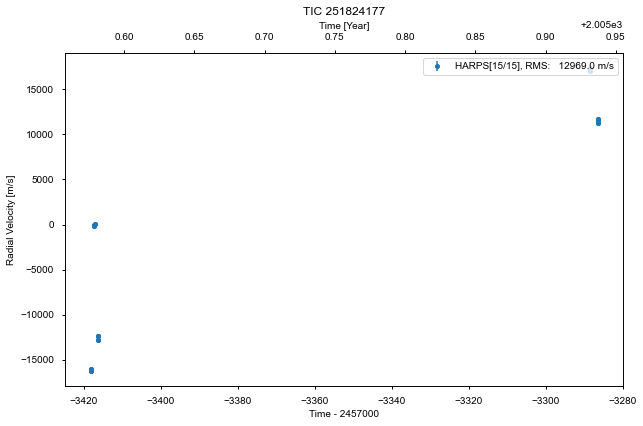 TIC 251824177
Time [Year]
+2.005e3
0.60 0.65 0.70 0.75 0.80 0.85 0.90 0.95
HARPS[15/15], RMS: 12969.0 m/s
15000
10000
5000
0
−5000
−10000
−15000
Radial Velocity [m/s]
−3420 −3400 −3380 −3360 −3340 −3320 −3300 −3280
Time - 2457000